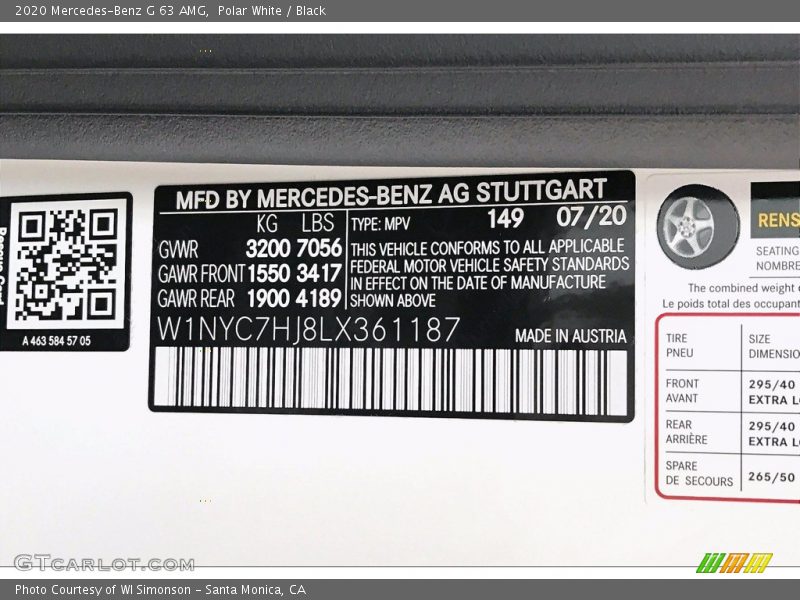 2020 Mercedes-Benz G 63 AMG, Polar White / Black
MFD BY MERCEDES-BENZ AG STUTTGART
KG LBS
TYPE: MPV 149 07/20
GVWR 3200 7056
GAWR FRONT 1550 3417
GAWR REAR 1900 4189
THIS VEHICLE CONFORMS TO ALL APPLICABLE
FEDERAL MOTOR VEHICLE SAFETY STANDARDS
IN EFFECT ON THE DATE OF MANUFACTURE
SHOWN ABOVE
W1NYC7HJ8LX361187
MADE IN AUSTRIA
A 463 584 57 05
RENS
SEATING
NOMBRE
The combined weight
Le poids total des occupant
TIRE SIZE
PNEU DIMENSIO
FRONT 295/40
AVANT EXTRA
REAR 295/40
ARRIÈRE EXTRA
SPARE 265/50
DE SECOURS
GTCARLOT.COM
Photo Courtesy of WI Simonson - Santa Monica, CA